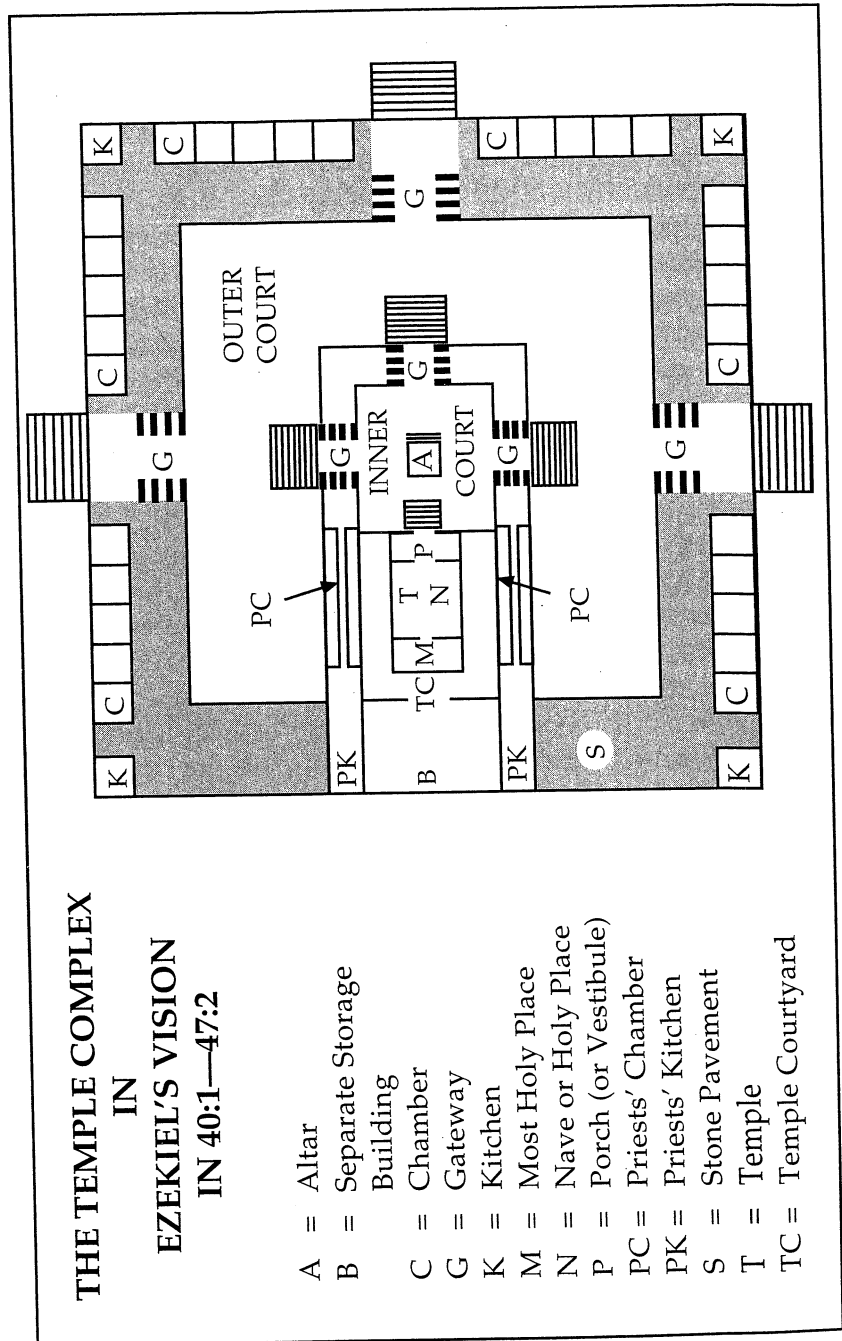 THE TEMPLE COMPLEX
IN
EZEKIEL'S VISION
IN 40:1—47:2
A = Altar
B = Separate Storage
Building
C = Chamber
G = Gateway
K = Kitchen
M = Most Holy Place
N = Nave or Holy Place
P = Porch (or Vestibule)
PC = Priests' Chamber
PK = Priests' Kitchen
S = Stone Pavement
T = Temple
TC = Temple Courtyard
K C C K
G C
OUTER
COURT
PC
PK G
INNER
T
B TC M P A G G
N
COURT
C
PK G
PC
S
G
K C C K